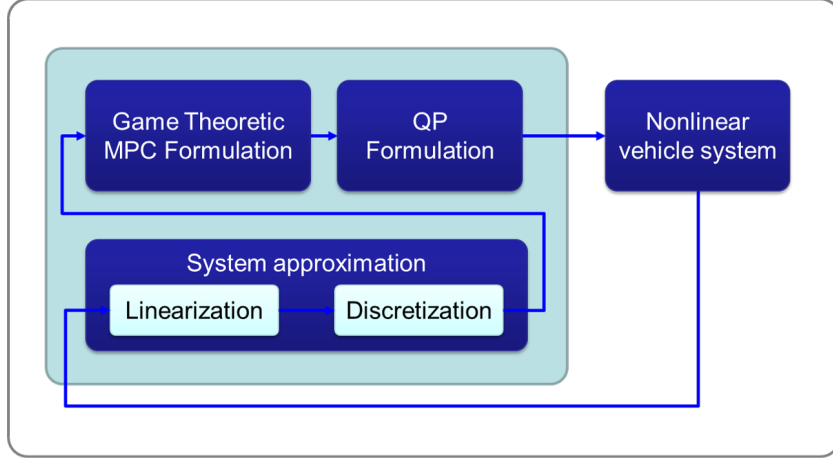 Game Theoretic
MPC Formulation
QP
Formulation
Nonlinear
vehicle system
System approximation
Linearization
Discretization